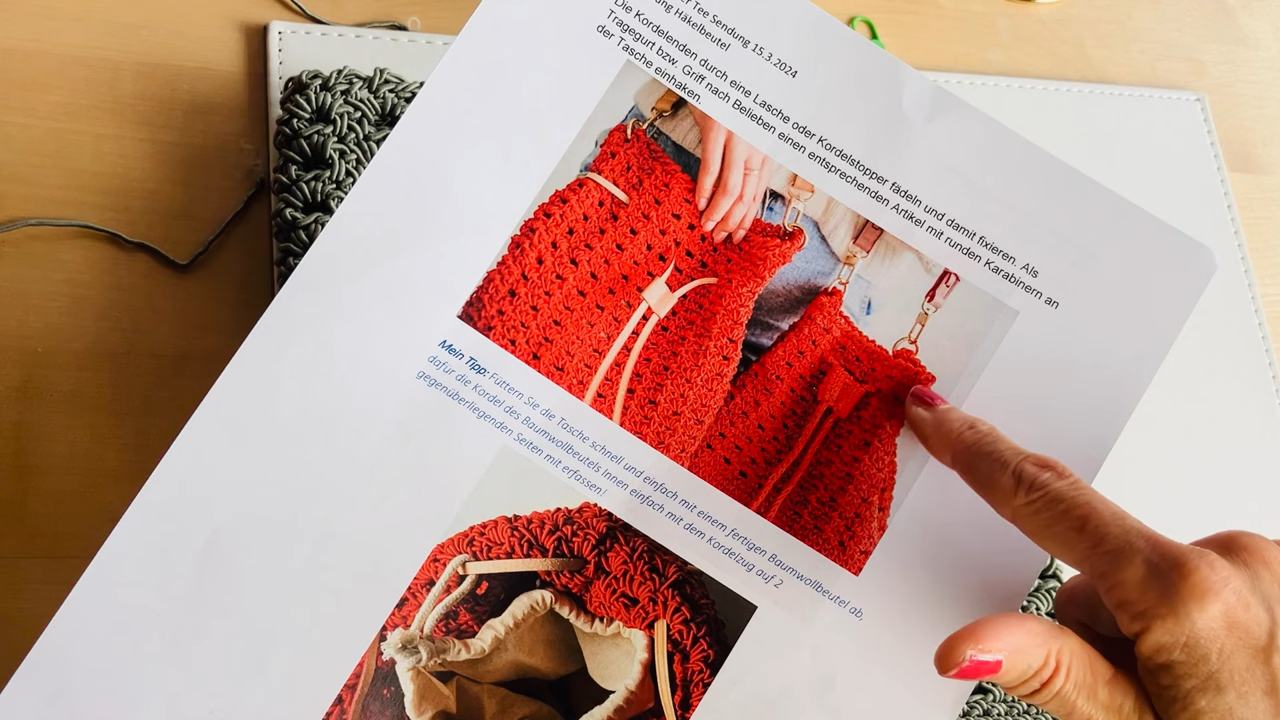 Tee Sendung 15.3.2024
Häkelbeutel
Die Kordelenden durch eine Lasche oder Kordelstopper fädeln und damit fixieren. Als
Tragegurt bzw. Griff nach Belieben einen entsprechenden Artikel mit runden Karabinern an
der Tasche einhaken.
Mein Tipp: Füttern Sie die Tasche schnell und einfach mit einem fertigen Baumwollbeutel ab,
dafür die Kordel des Baumwollbeutels Innen einfach mit dem Kordelzug auf 2
gegenüberliegenden Seiten mit erfassen!